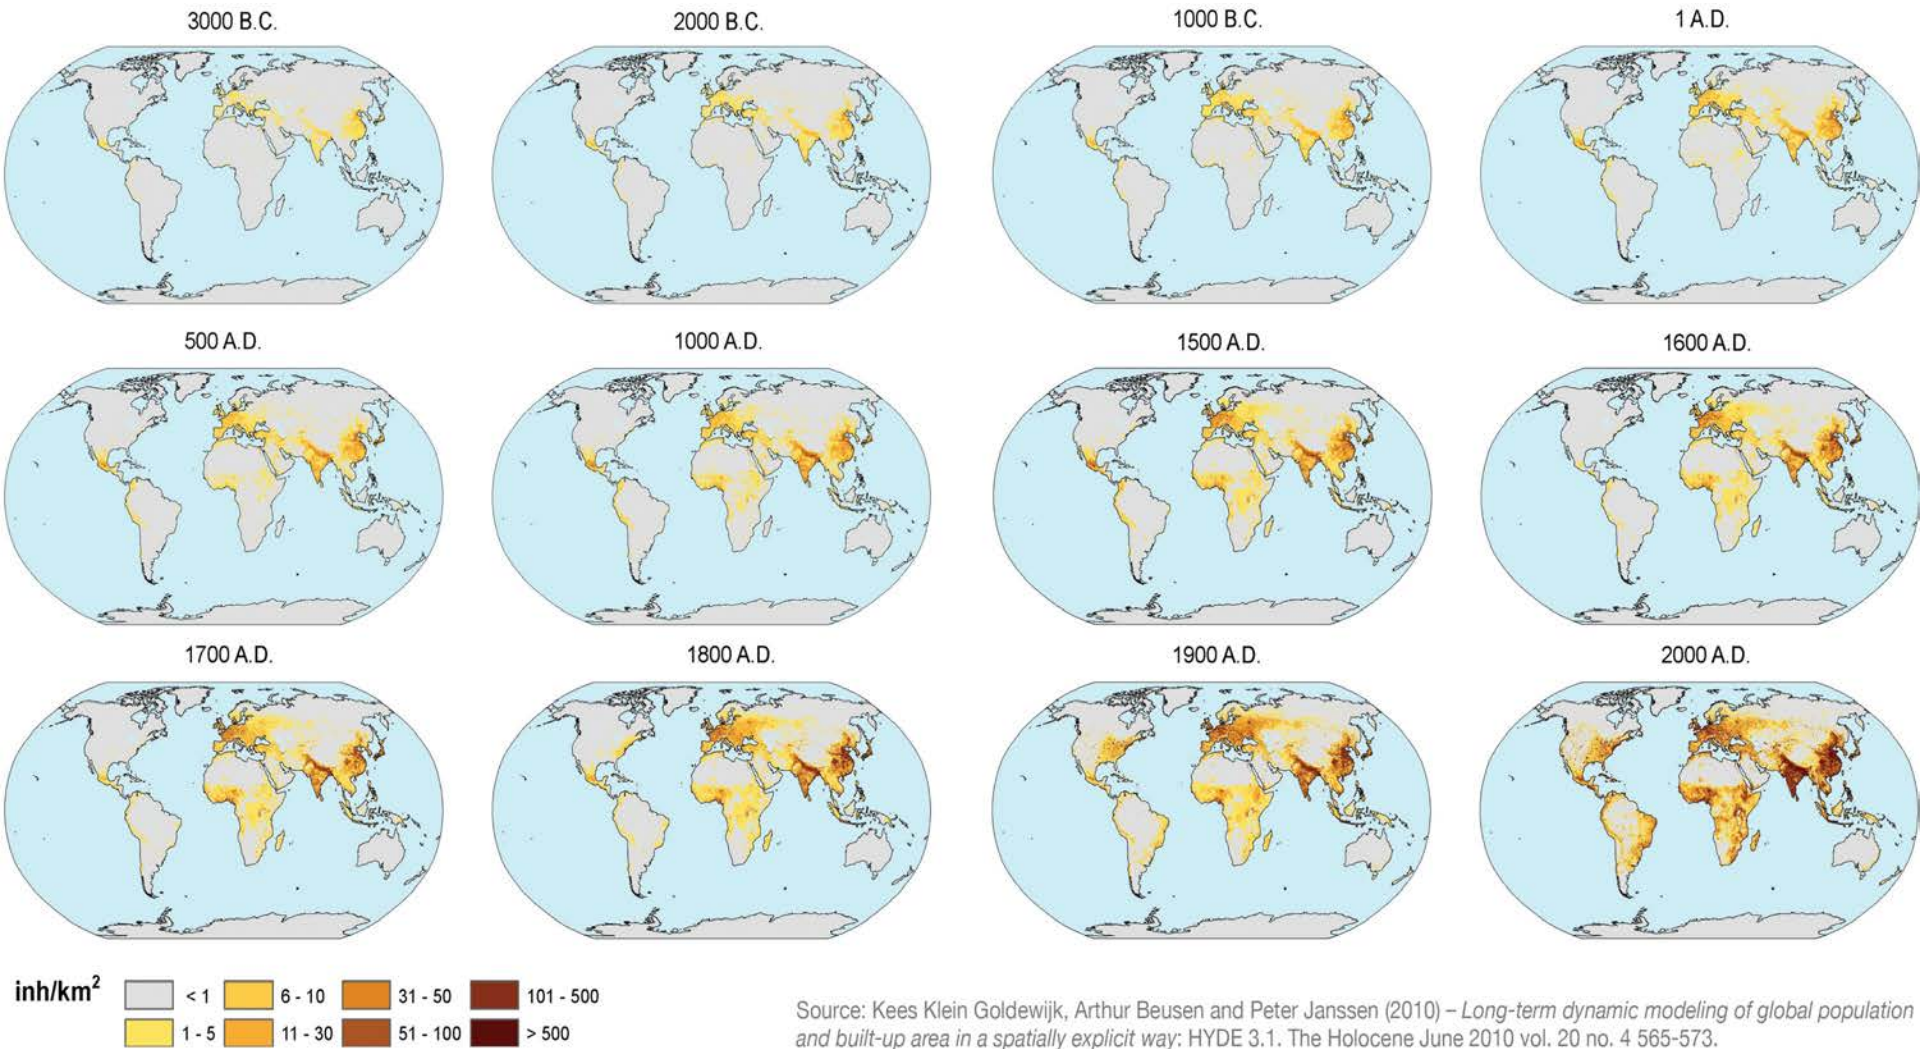 3000 B.C.
2000 B.C.
1000 B.C.
1 A.D.
500 A.D.
1000 A.D.
1500 A.D.
1600 A.D.
1700 A.D.
1800 A.D.
1900 A.D.
2000 A.D.
inh/km²
< 1
6 - 10
31 - 50
101 - 500
1 - 5
11 - 30
51 - 100
> 500
Source: Kees Klein Goldewijk, Arthur Beusen and Peter Janssen (2010) – Long-term dynamic modeling of global population
and built-up area in a spatially explicit way: HYDE 3.1. The Holocene June 2010 vol. 20 no. 4 565-573.